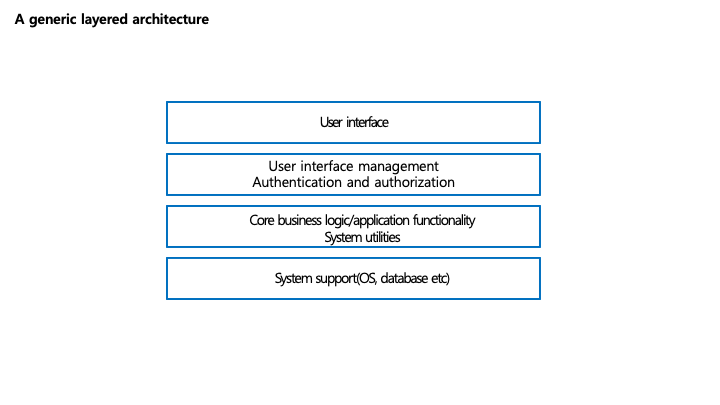 A generic layered architecture
User interface
User interface management
Authentication and authorization
Core business logic/application functionality
System utilities
System support(OS, database etc)